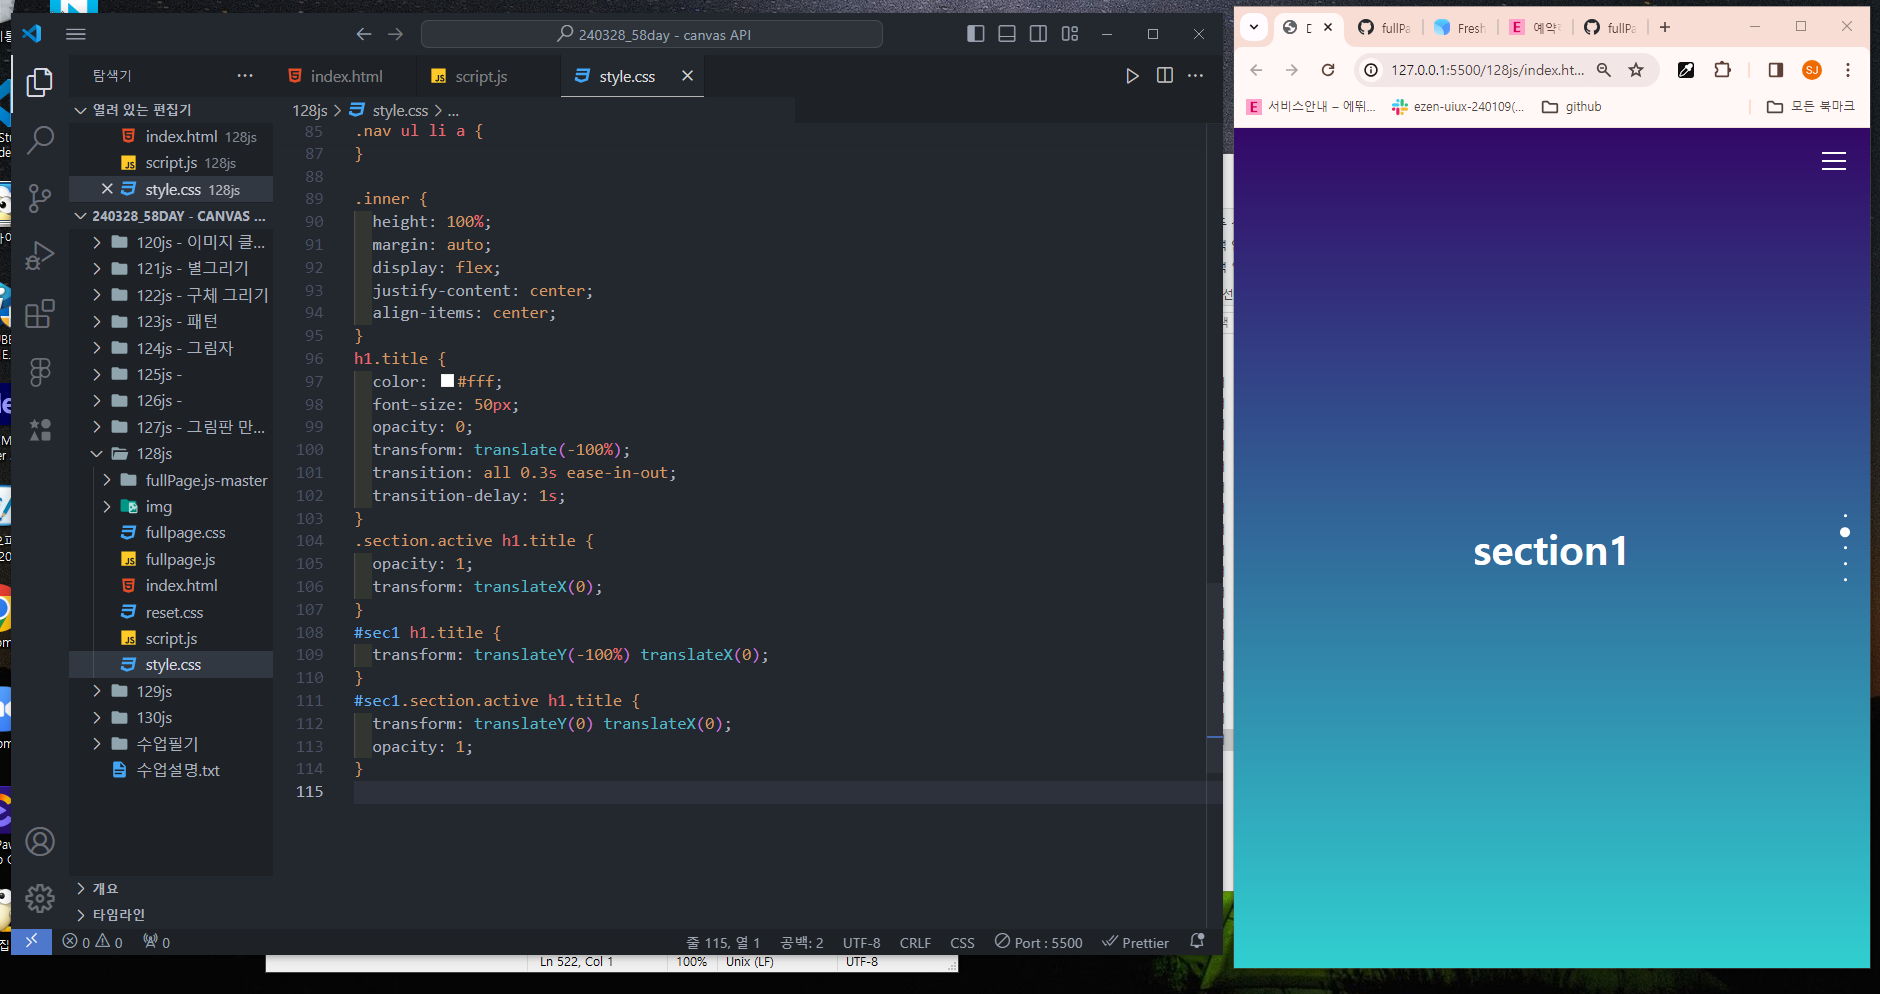 240328_58day - canvas API
탐색기
index.html
script.js
style.css
열려 있는 편집기
index.html 128js
script.js 128js
style.css 128js
240328_58DAY - CANVAS ...
120js - 이미지 클...
121js - 별그리기
122js - 구체 그리기
123js - 패턴
124js - 그림자
125js -
126js -
127js - 그림판 만...
128js
fullPage.js-master
img
fullpage.css
fullpage.js
index.html
reset.css
script.js
style.css
129js
130js
수업필기
수업설명.txt
개요
타임라인
128js > style.css > ...
85 .nav ul li a {
87 }
88
89 .inner {
90 height: 100%;
91 margin: auto;
92 display: flex;
93 justify-content: center;
94 align-items: center;
95 }
96 h1.title {
97 color: #fff;
98 font-size: 50px;
99 opacity: 0;
100 transform: translate(-100%);
101 transition: all 0.3s ease-in-out;
102 transition-delay: 1s;
103 }
104 .section.active h1.title {
105 opacity: 1;
106 transform: translateX(0);
107 }
108 #sec1 h1.title {
109 transform: translateY(-100%) translateX(0);
110 }
111 #sec1.section.active h1.title {
112 transform: translateY(0) translateX(0);
113 opacity: 1;
114 }
115
0 0 0
줄 115, 열 1 공백: 2 UTF-8 CRLF CSS Port : 5500 Prettier
Ln 522, Col 1 100% Unix (LF) UTF-8
fullPa
Fresh
예약
fullPa
127.0.0.1:5500/128js/index.ht...
SJ
서비스안내 – 에뛰...
ezen-uiux-240109(...
github
모든 북마크
section1